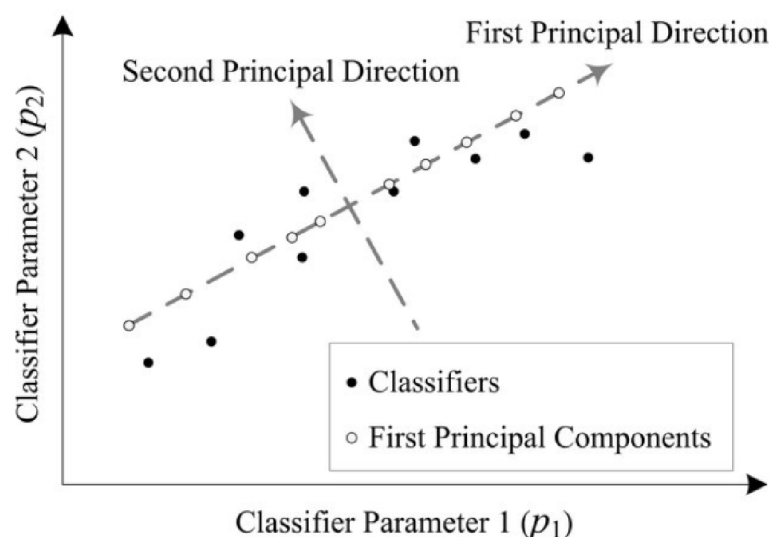 First Principal Direction
Second Principal Direction
Classifier Parameter 2 (p₂)
Classifiers
First Principal Components
Classifier Parameter 1 (p₁)